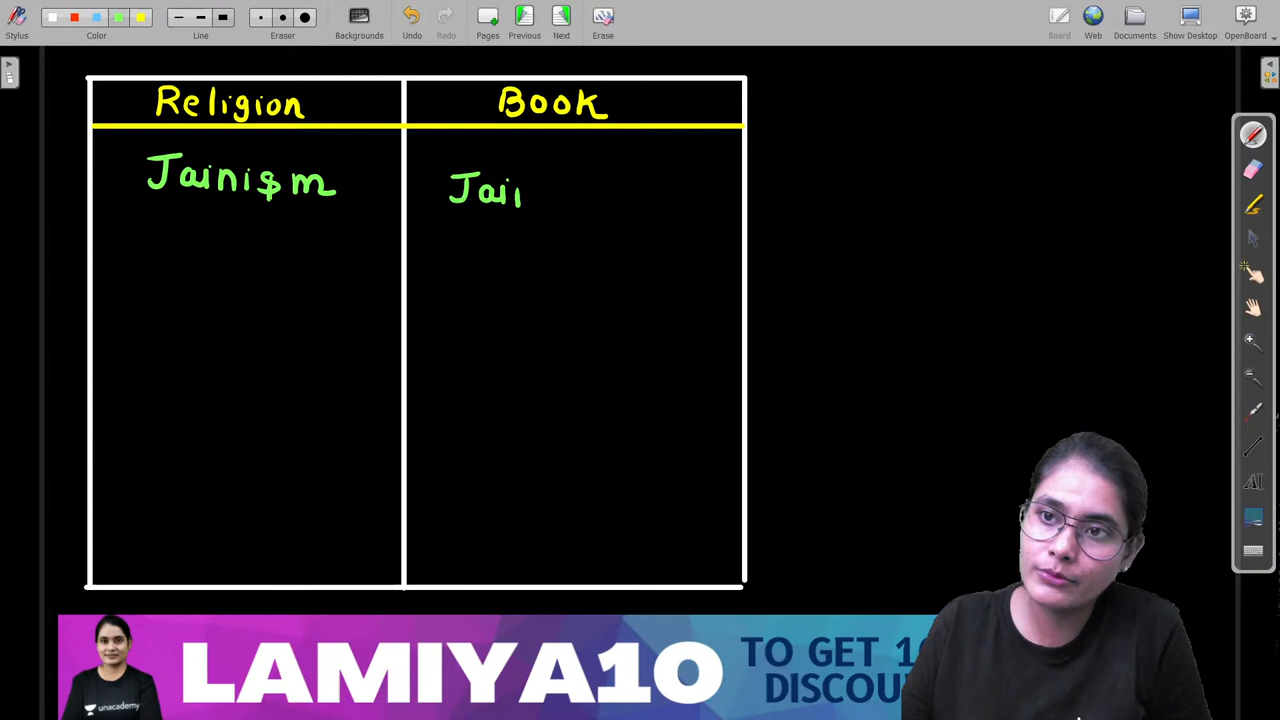 Stylus
Color
Line
Eraser
Backgrounds
Undo
Redo
Pages
Previous
Next
Erase
Board
Web
Documents
Show Desktop
OpenBoard
Religion
Book
Jainism
Jai
AI
LAMIYA10
TO GET
DISCOU
unacademy